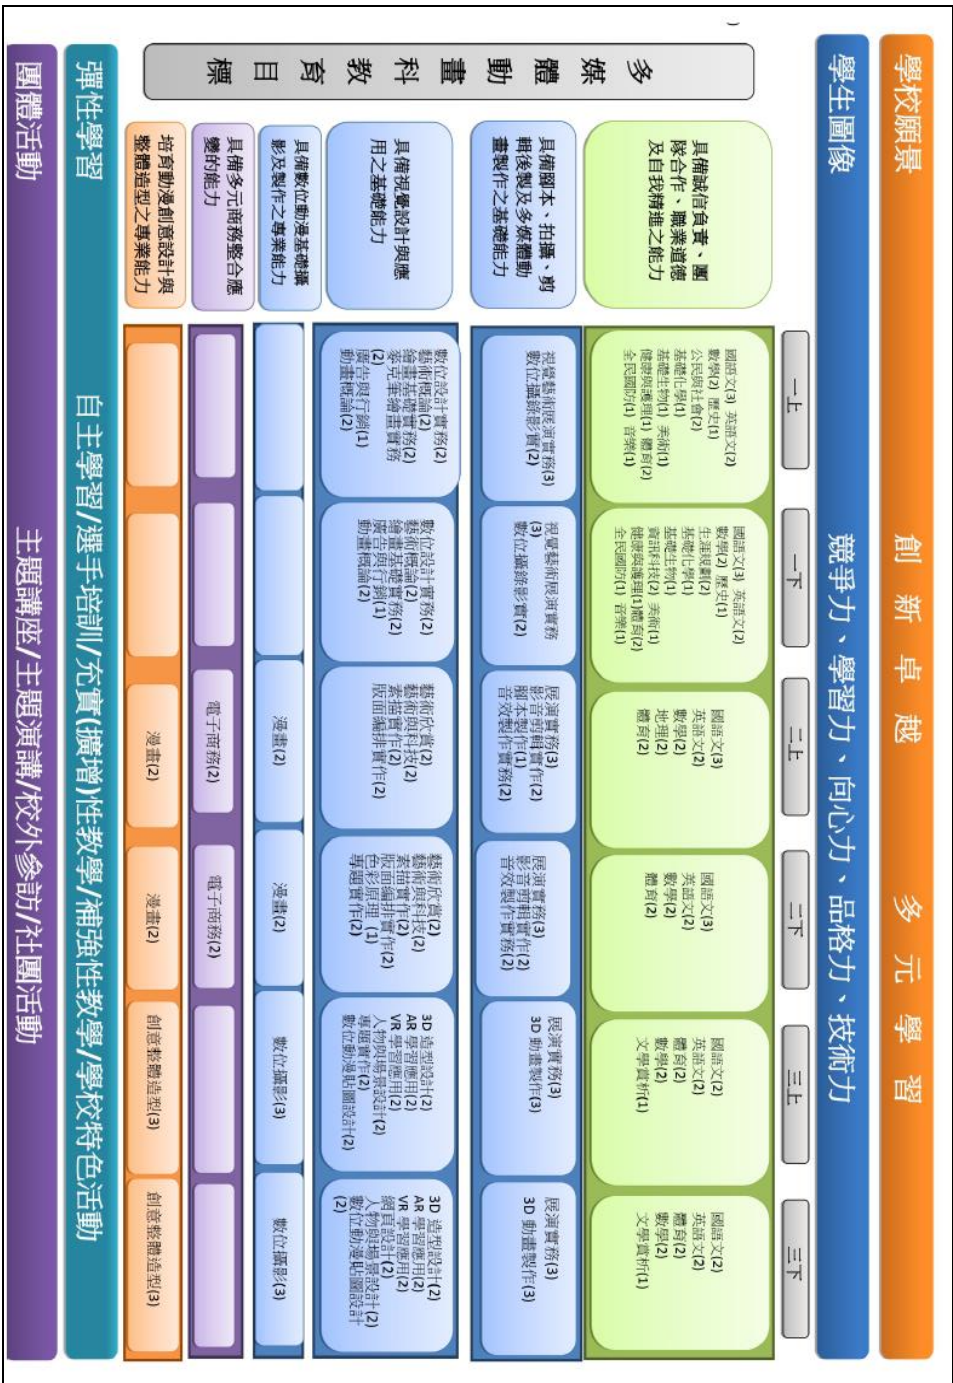 學校願景
創新卓越 多元學習
學生圖像
競爭力、學習力、向心力、品格力、技術力
一上
一下
二上
二下
三上
三下
多媒體動畫科教育目標
具備誠信負責、團
隊合作、職業道德
及自我精進之能力
國語文(3) 英語文(2)
數學(2) 歷史(1)
公民與社會(2)
基礎化學(1)
基礎生物(1) 美術(1)
健康與護理(1) 體育(2)
全民國防(1) 音樂(1)
國語文(3) 英語文(2)
數學(2) 歷史(1)
生涯規劃(2)
基礎化學(1)
基礎生物(1)
資訊科技(2) 美術(1)
健康與護理(1)體育(2)
全民國防(1) 音樂(1)
國語文(3)
英語文(2)
數學(2)
地理(2)
體育(2)
國語文(3)
英語文(2)
數學(2)
體育(2)
國語文(2)
英語文(2)
體育(2)
數學(2)
文學賞析(1)
國語文(2)
英語文(2)
體育(2)
數學(2)
文學賞析(1)
具備腳本、拍攝、剪
輯後製及多媒體動
畫製作之基礎能力
視覺藝術展演實務(3)
數位攝錄影實(2)
視覺藝術展演實務
(3)
數位攝錄影實(2)
展演實務(3)
影音剪輯實作(2)
腳本製作(1)
音效製作實務(2)
展演實務(3)
影音剪輯實作(2)
音效製作實務(2)
展演實務(3)
3D 動畫製作(3)
展演實務(3)
3D 動畫製作(3)
具備視覺設計與應
用之基礎能力
數位設計實務(2)
藝術概論(2)
繪畫基礎實務(2)
麥克筆繪畫實務
(2)
廣告與行銷(1)
動畫概論(2)
數位設計實務(2)
藝術概論(2)
繪畫基礎實務(2)
廣告與行銷(1)
動畫概論(2)
藝術欣賞(2)
藝術與科技(2)
素描實作(2)
版面編排實作(2)
藝術欣賞(2)
藝術與科技(2)
素描實作(2)
版面編排實作(2)
色彩原理 (1)
專題實作(2)
3D 造型設計(2)
AR 學習應用(2)
VR 學習應用(2)
人物與場景設計(2)
專題實作(2)
數位動漫貼圖設計(2)
3D 造型設計(2)
AR 學習應用(2)
VR 學習應用(2)
網頁設計(2)
人物與場景設計(2)
數位動漫貼圖設計
(2)
具備數位動漫基礎攝
影及製作之專業能力
漫畫(2)
漫畫(2)
數位攝影(3)
數位攝影(3)
具備多元商務整合應
變的能力
電子商務(2)
電子商務(2)
培育動漫創意設計與
整體造型之專業能力
漫畫(2)
漫畫(2)
創意整體造型(3)
創意整體造型(3)
彈性學習
自主學習/選手培訓/充實(擴增)性教學/補強性教學/學校特色活動
團體活動
主題講座/主題演講/校外參訪/社團活動